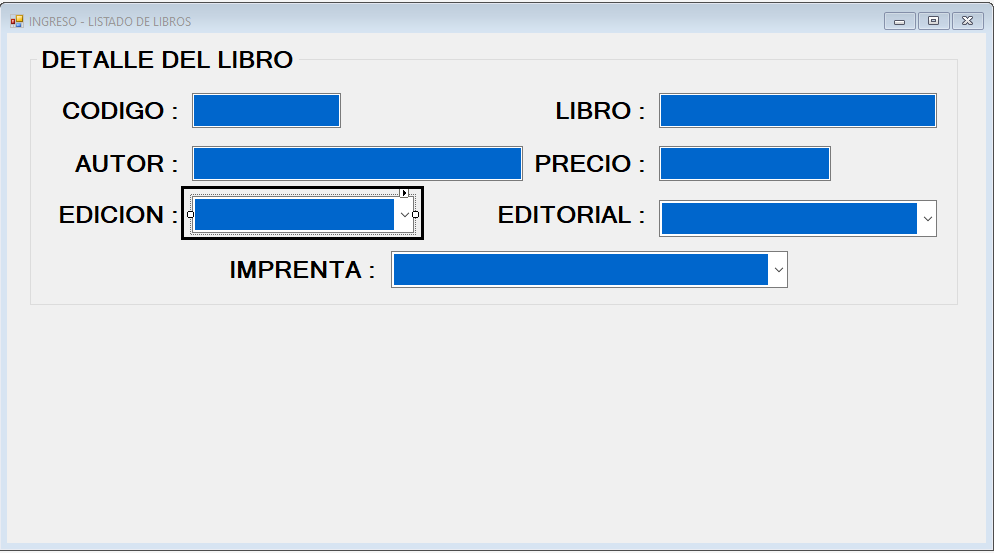 INGRESO - LISTADO DE LIBROS
DETALLE DEL LIBRO
CODIGO :
LIBRO :
AUTOR :
PRECIO :
EDICION :
EDITORIAL :
IMPRENTA :